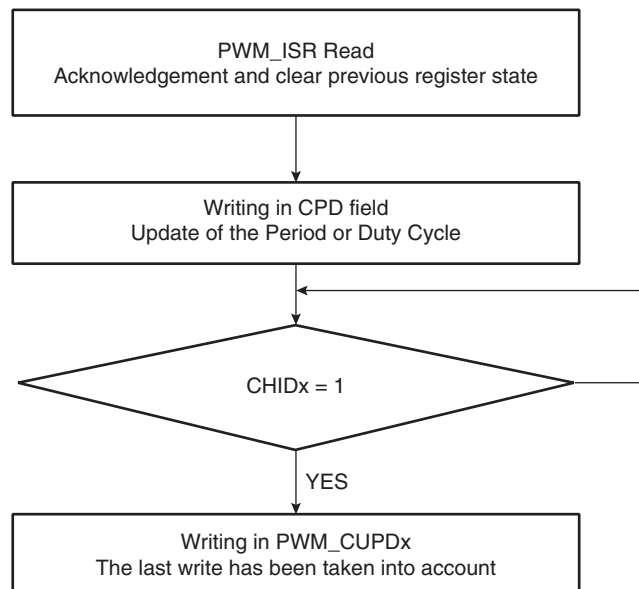 PWM_ISR Read
Acknowledgement and clear previous register state
Writing in CPD field
Update of the Period or Duty Cycle
CHIDx = 1
YES
Writing in PWM_CUPDx
The last write has been taken into account